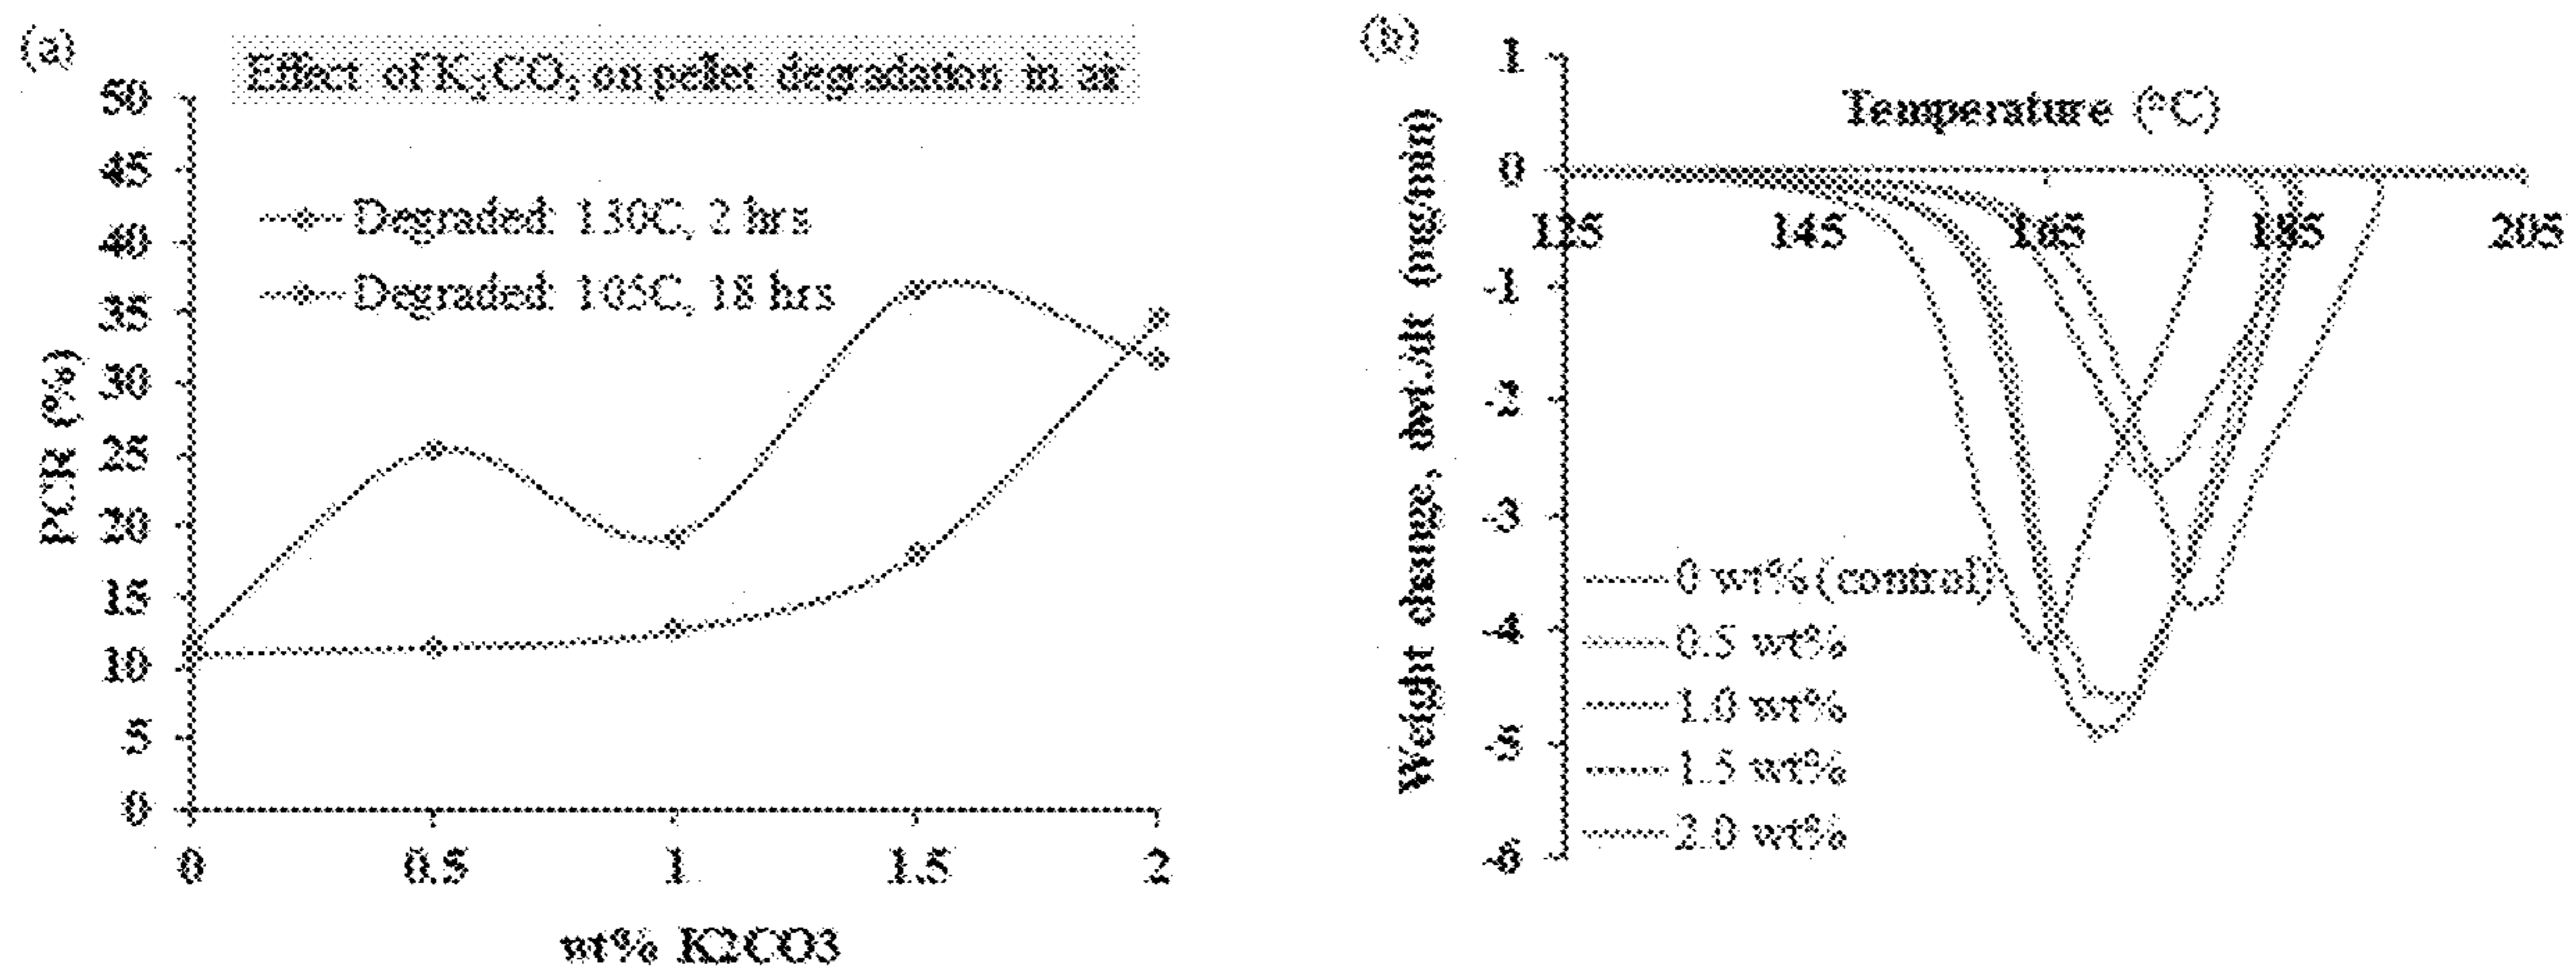 (a)
Effect of K2CO3 on pellet degradation in air
50
45
40
35
30
25
20
15
10
5
0
PCR (%)
Degraded: 130C, 2 hrs
Degraded: 105C, 18 hrs
0 0.5 1 1.5 2
wt% K2CO3
(b)
Temperature (°C)
1
0
-1
-2
-3
-4
-5
-6
125 145 165 185 205
Weight change, dwt./dt (mg/min)
0 wt% (control)
0.5 wt%
1.0 wt%
1.5 wt%
2.0 wt%